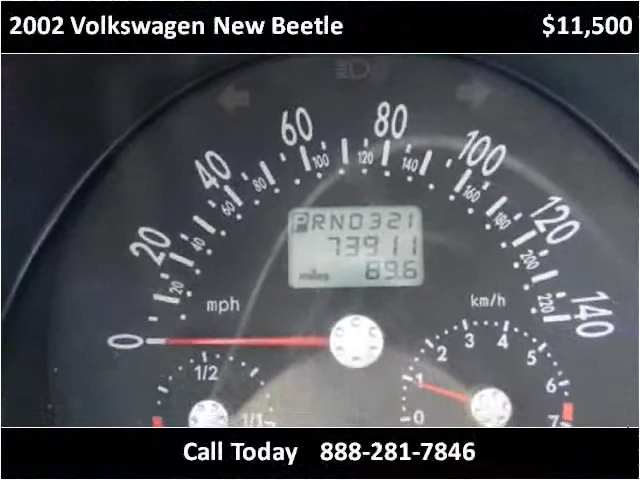 2002 Volkswagen New Beetle $11,500
60 80
40 100 120 140 100
20 80 160
60 180 120
40 200
20 220 140
PRND321
73911
miles 89.6
mph km/h
0
1/2 2 3 4 5
1 6
1/1 0 7
Call Today 888-281-7846